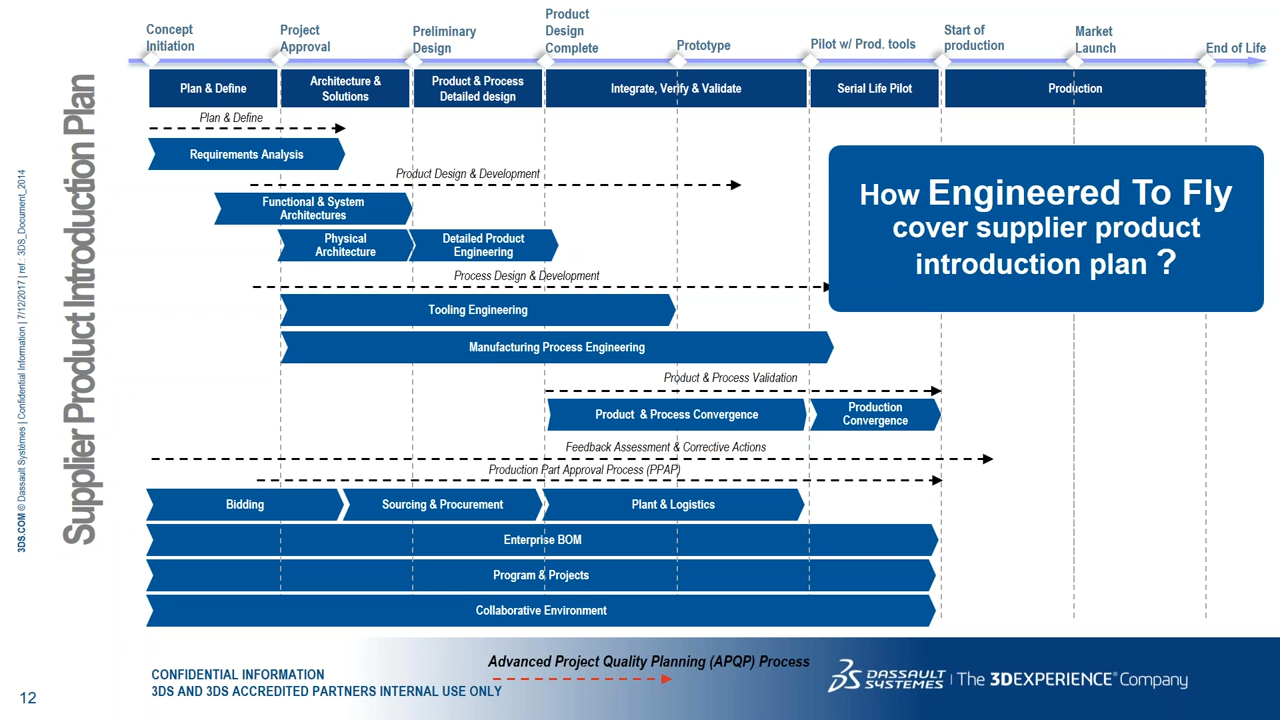 Concept
Initiation
Project
Approval
Preliminary
Design
Product
Design
Complete
Prototype
Pilot w/ Prod. tools
Start of
production
Market
Launch
End of Life
Plan & Define
Architecture &
Solutions
Product & Process
Detailed design
Integrate, Verify & Validate
Serial Life Pilot
Production
Plan & Define
Requirements Analysis
Product Design & Development
Functional & System
Architectures
Physical
Architecture
Detailed Product
Engineering
Process Design & Development
Tooling Engineering
Manufacturing Process Engineering
How Engineered To Fly
cover supplier product
introduction plan ?
Product & Process Validation
Product & Process Convergence
Production
Convergence
Feedback Assessment & Corrective Actions
Production Part Approval Process (PPAP)
Bidding
Sourcing & Procurement
Plant & Logistics
Enterprise BOM
Program & Projects
Collaborative Environment
Supplier Product Introduction Plan
3DS.COM © Dassault Systèmes | Confidential Information | 7/12/2017 | ref.: 3DS_Document_2014
Advanced Project Quality Planning (APQP) Process
CONFIDENTIAL INFORMATION
3DS AND 3DS ACCREDITED PARTNERS INTERNAL USE ONLY
DASSAULT
SYSTEMES | The 3DEXPERIENCE® Company
12